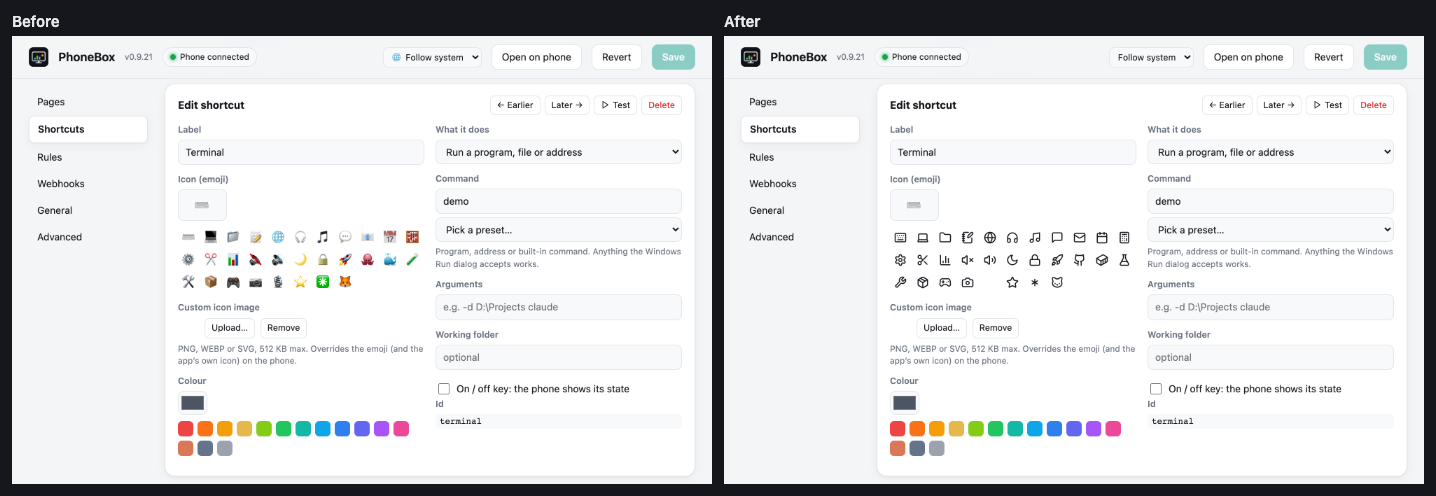 Before
PhoneBox v0.9.21 Phone connected Follow system Open on phone Revert Save
Pages
Shortcuts
Rules
Webhooks
General
Advanced
Edit shortcut ← Earlier Later → Test Delete
Label
Terminal
Icon (emoji)
Custom icon image
Upload... Remove
PNG, WEBP or SVG, 512 KB max. Overrides the emoji (and the
app's own icon) on the phone.
Colour
What it does
Run a program, file or address
Command
demo
Pick a preset...
Program, address or built-in command. Anything the Windows
Run dialog accepts works.
Arguments
e.g. -d D:\Projects claude
Working folder
optional
On / off key: the phone shows its state
Id
terminal
After
PhoneBox v0.9.21 Phone connected Follow system Open on phone Revert Save
Pages
Shortcuts
Rules
Webhooks
General
Advanced
Edit shortcut ← Earlier Later → Test Delete
Label
Terminal
Icon (emoji)
Custom icon image
Upload... Remove
PNG, WEBP or SVG, 512 KB max. Overrides the emoji (and the
app's own icon) on the phone.
Colour
What it does
Run a program, file or address
Command
demo
Pick a preset...
Program, address or built-in command. Anything the Windows
Run dialog accepts works.
Arguments
e.g. -d D:\Projects claude
Working folder
optional
On / off key: the phone shows its state
Id
terminal